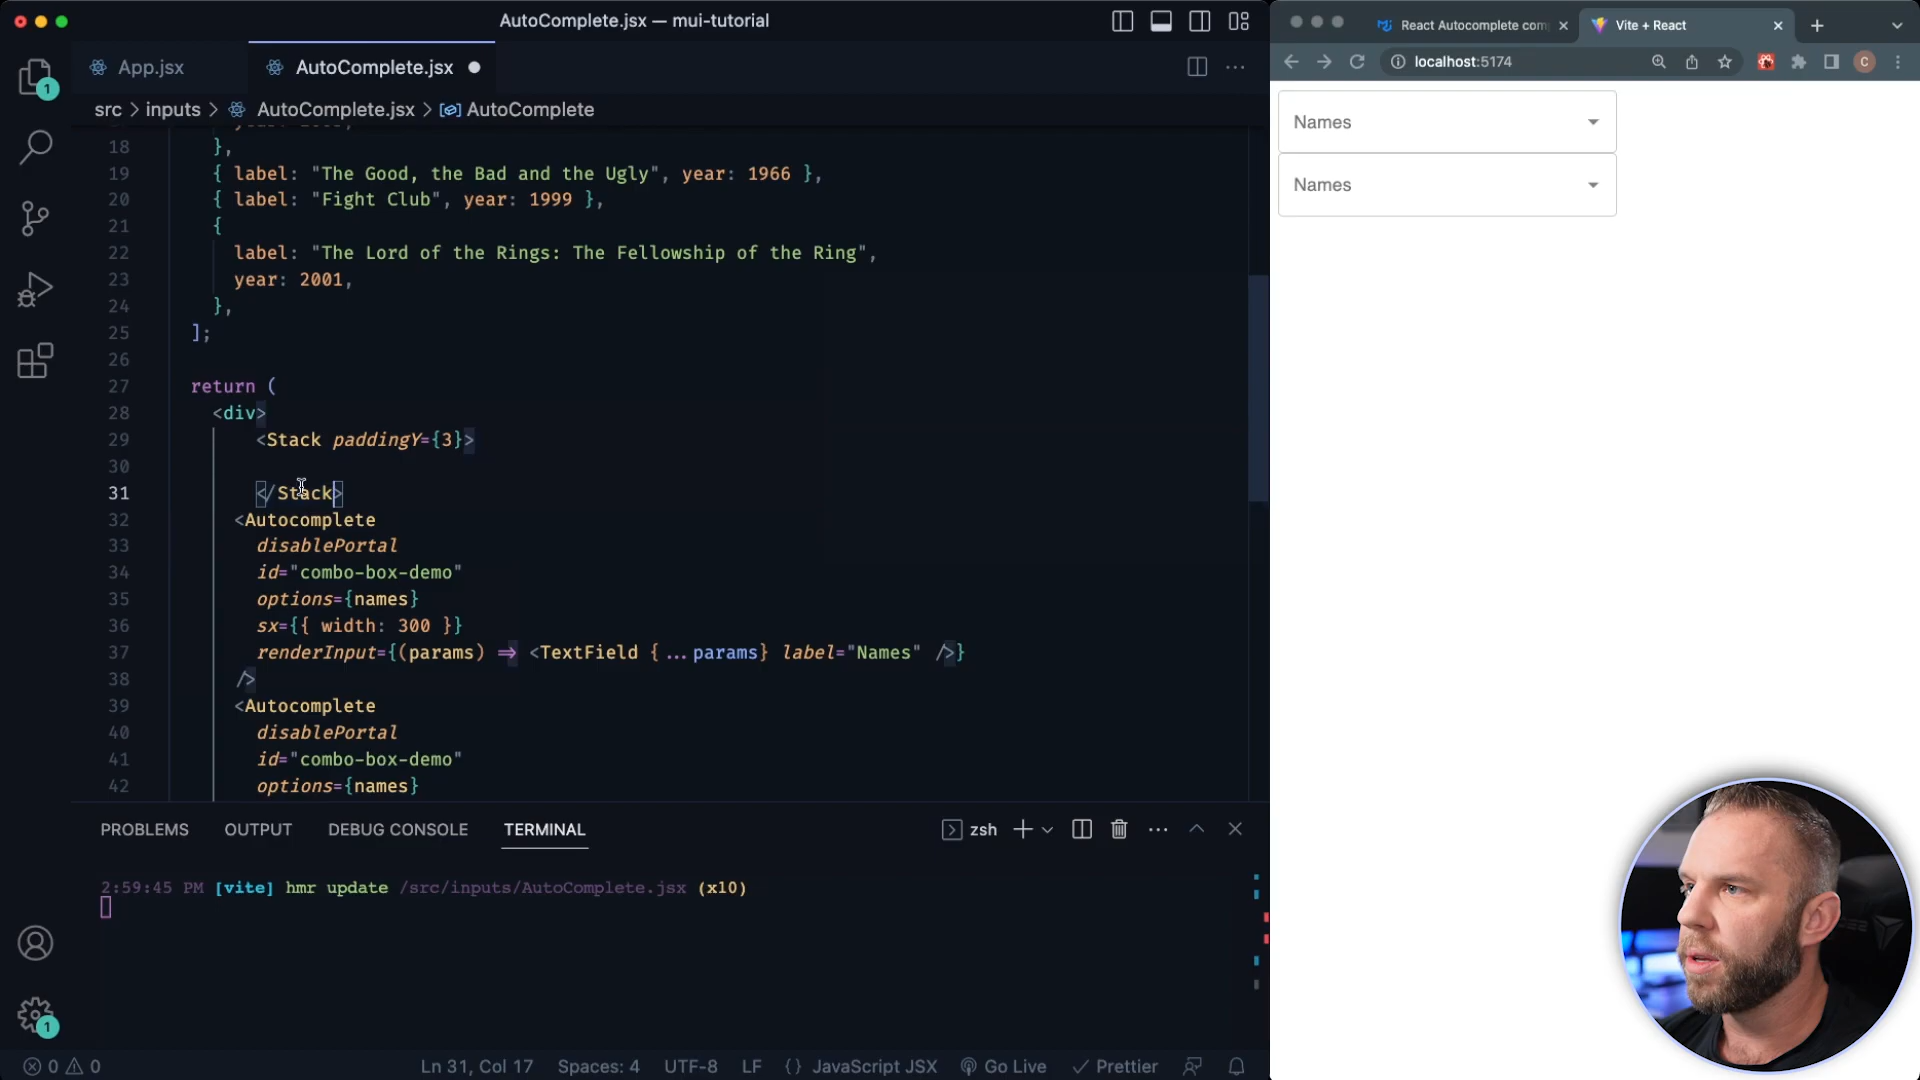 AutoComplete.jsx — mui-tutorial
App.jsx
AutoComplete.jsx
src > inputs > AutoComplete.jsx > AutoComplete
18 },
19 { label: "The Good, the Bad and the Ugly", year: 1966 },
20 { label: "Fight Club", year: 1999 },
21 {
22 label: "The Lord of the Rings: The Fellowship of the Ring",
23 year: 2001,
24 },
25 ];
26
27 return (
28 <div>
29 <Stack paddingY={3}>
30
31 </Stack>
32 <Autocomplete
33 disablePortal
34 id="combo-box-demo"
35 options={names}
36 sx={{ width: 300 }}
37 renderInput={(params) => <TextField {...params} label="Names" />}
38 />
39 <Autocomplete
40 disablePortal
41 id="combo-box-demo"
42 options={names}
PROBLEMS
OUTPUT
DEBUG CONSOLE
TERMINAL
zsh
2:59:45 PM [vite] hmr update /src/inputs/AutoComplete.jsx (x10)
1
1
0
0
Ln 31, Col 17
Spaces: 4
UTF-8
LF
{} JavaScript JSX
Go Live
Prettier
React Autocomplete com
Vite + React
localhost:5174
C
Names
Names